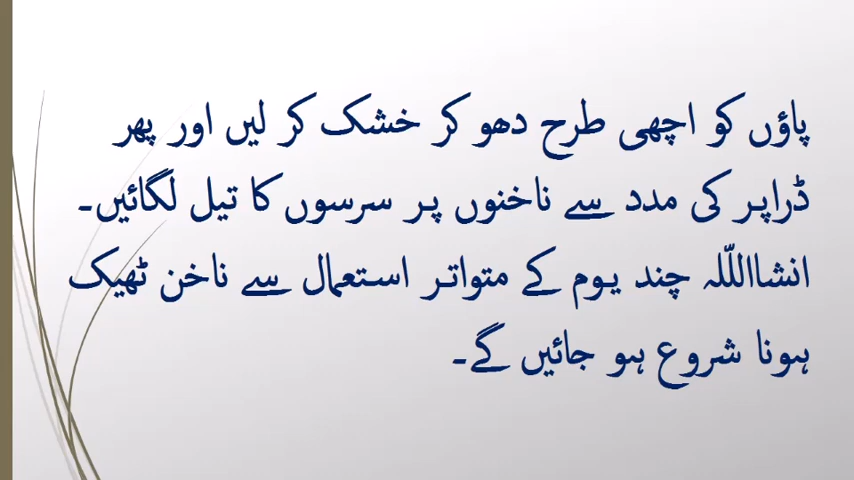 پاؤں کو اچھی طرح دھو کر خشک کر لیں اور پھر
ڈراپر کی مدد سے ناخنوں پر سرسوں کا تیل لگائیں۔
انشااللّہ چند یوم کے متواتر استعمال سے ناخن ٹھیک
ہونا شروع ہو جائیں گے۔